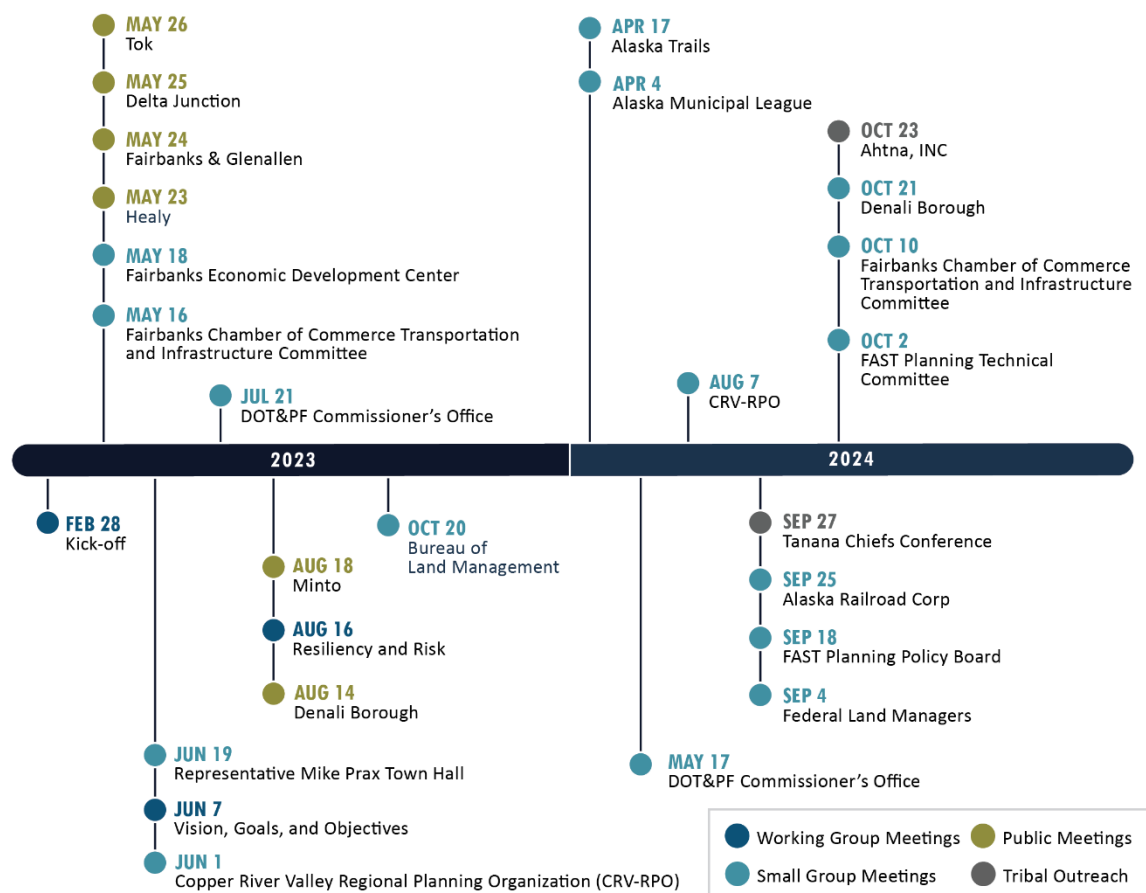 MAY 26
Tok
MAY 25
Delta Junction
MAY 24
Fairbanks & Glenallen
MAY 23
Healy
MAY 18
Fairbanks Economic Development Center
MAY 16
Fairbanks Chamber of Commerce Transportation
and Infrastructure Committee
JUL 21
DOT&PF Commissioner's Office
APR 17
Alaska Trails
APR 4
Alaska Municipal League
AUG 7
CRV-RPO
OCT 23
Ahtna, INC
OCT 21
Denali Borough
OCT 10
Fairbanks Chamber of Commerce
Transportation and Infrastructure
Committee
OCT 2
FAST Planning Technical
Committee
2023
2024
FEB 28
Kick-off
JUN 19
Representative Mike Prax Town Hall
JUN 7
Vision, Goals, and Objectives
JUN 1
Copper River Valley Regional Planning Organization (CRV-RPO)
AUG 18
Minto
AUG 16
Resiliency and Risk
AUG 14
Denali Borough
OCT 20
Bureau of
Land Management
MAY 17
DOT&PF Commissioner's Office
SEP 27
Tanana Chiefs Conference
SEP 25
Alaska Railroad Corp
SEP 18
FAST Planning Policy Board
SEP 4
Federal Land Managers
Working Group Meetings
Public Meetings
Small Group Meetings
Tribal Outreach